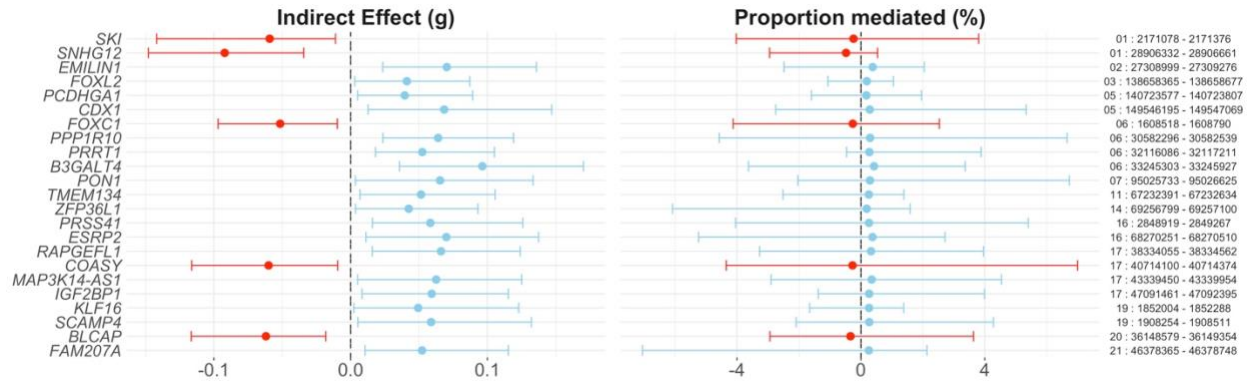 Indirect Effect (g) Proportion mediated (%)
SKI 01 : 2171078 - 2171376
SNHG12 01 : 28906332 - 28906661
EMILIN1 02 : 27308999 - 27309276
FOXL2 03 : 138658365 - 138658677
PCDHGA1 05 : 140723577 - 140723807
CDX1 05 : 149546195 - 149547069
FOXC1 06 : 1608518 - 1608790
PPP1R10 06 : 30582296 - 30582539
PRRT1 06 : 32116086 - 32117211
B3GALT4 06 : 33245303 - 33245927
PON1 07 : 95025733 - 95026625
TMEM134 11 : 67232391 - 67232634
ZFP36L1 14 : 69256799 - 69257100
PRSS41 16 : 2848919 - 2849267
ESRP2 16 : 68270251 - 68270510
RAPGEFL1 17 : 38334055 - 38334562
COASY 17 : 40714100 - 40714374
MAP3K14-AS1 17 : 43339450 - 43339954
IGF2BP1 17 : 47091461 - 47092395
KLF16 19 : 1852004 - 1852288
SCAMP4 19 : 1908254 - 1908511
BLCAP 20 : 36148579 - 36149354
FAM207A 21 : 46378365 - 46378748
-0.1 0.0 0.1 -4 0 4